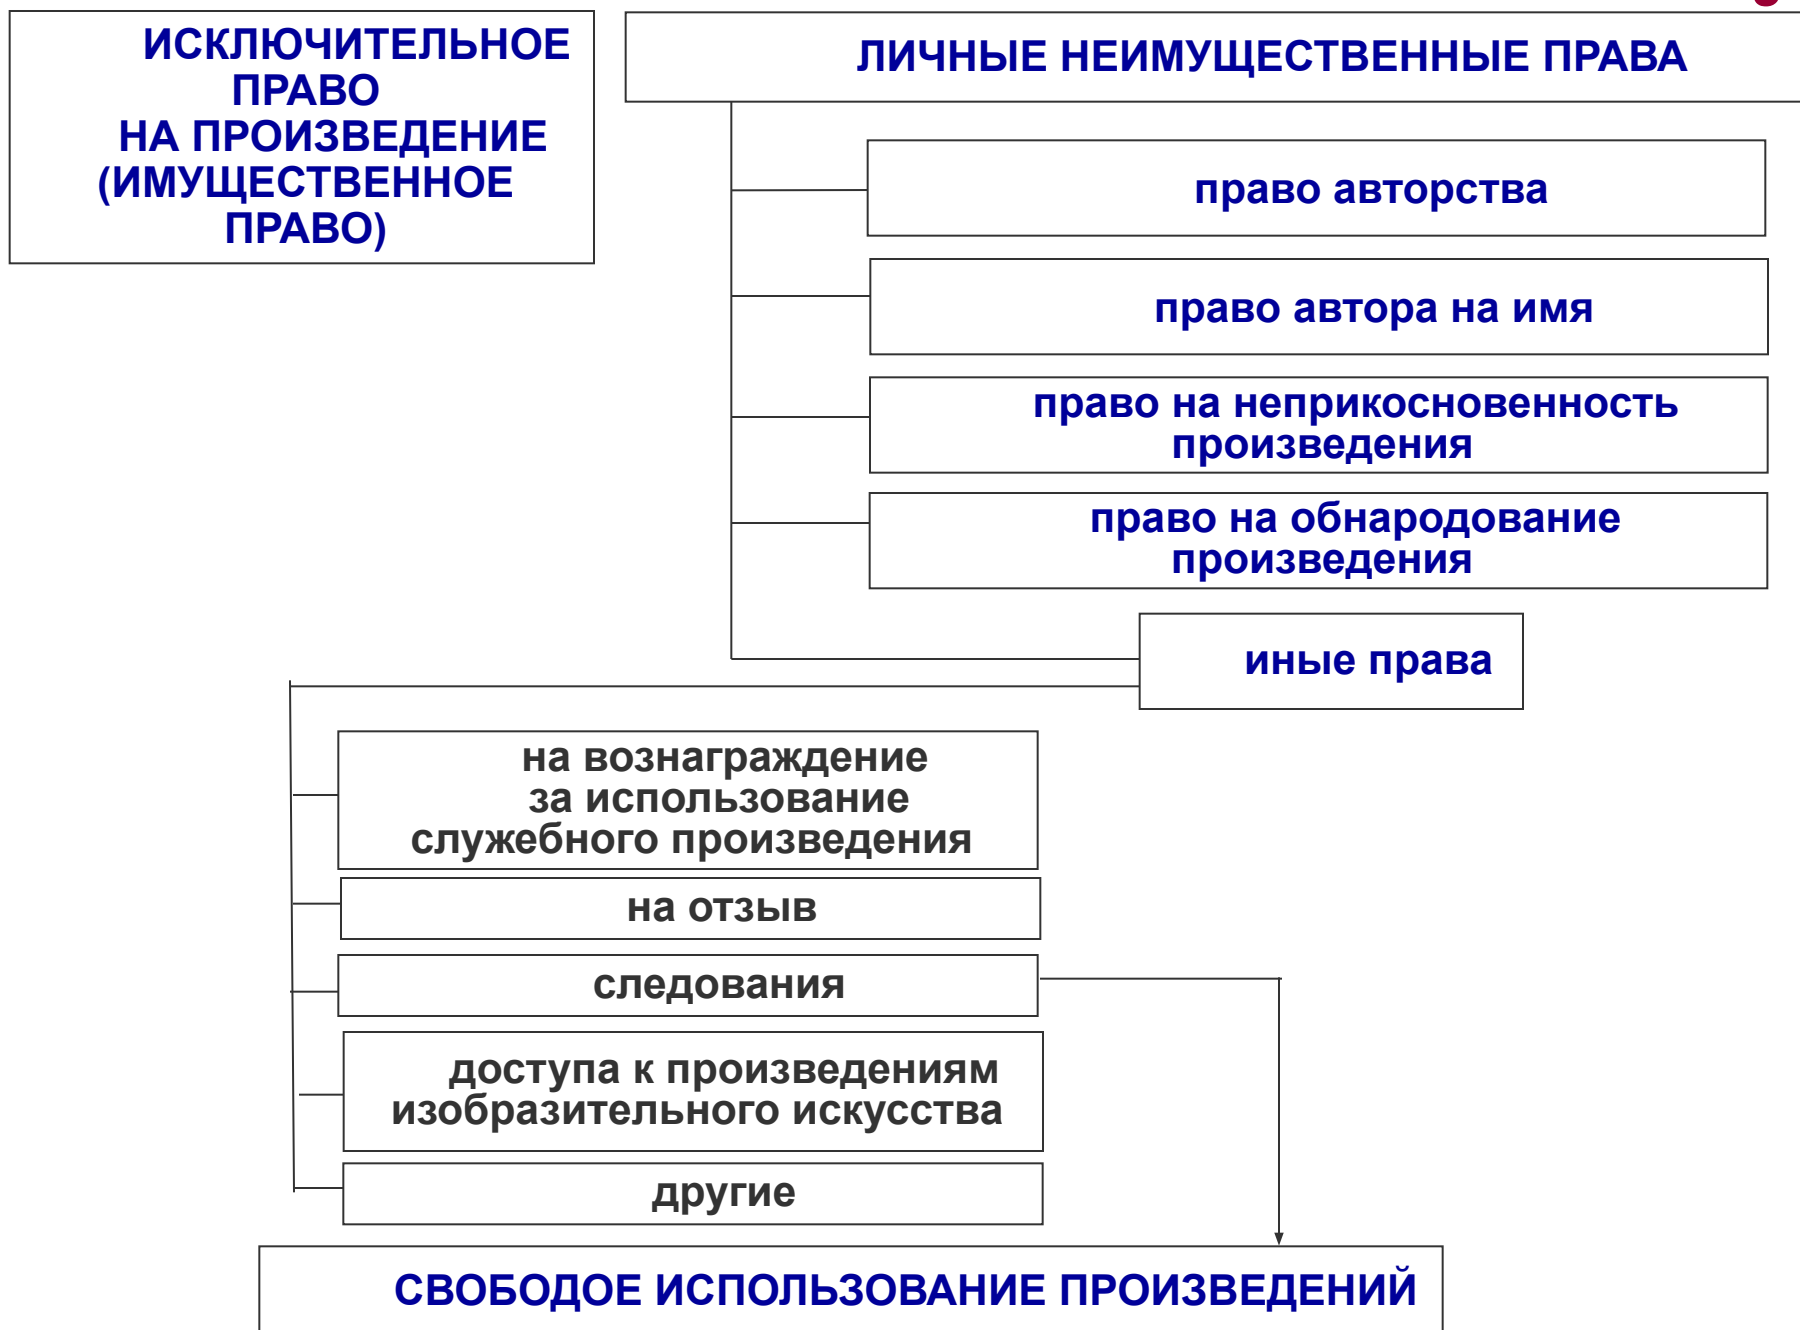 ИСКЛЮЧИТЕЛЬНОЕ
ПРАВО
НА ПРОИЗВЕДЕНИЕ
(ИМУЩЕСТВЕННОЕ
ПРАВО)
ЛИЧНЫЕ НЕИМУЩЕСТВЕННЫЕ ПРАВА
право авторства
право автора на имя
право на неприкосновенность
произведения
право на обнародование
произведения
иные права
на вознаграждение
за использование
служебного произведения
на отзыв
следования
доступа к произведениям
изобразительного искусства
другие
СВОБОДОЕ ИСПОЛЬЗОВАНИЕ ПРОИЗВЕДЕНИЙ